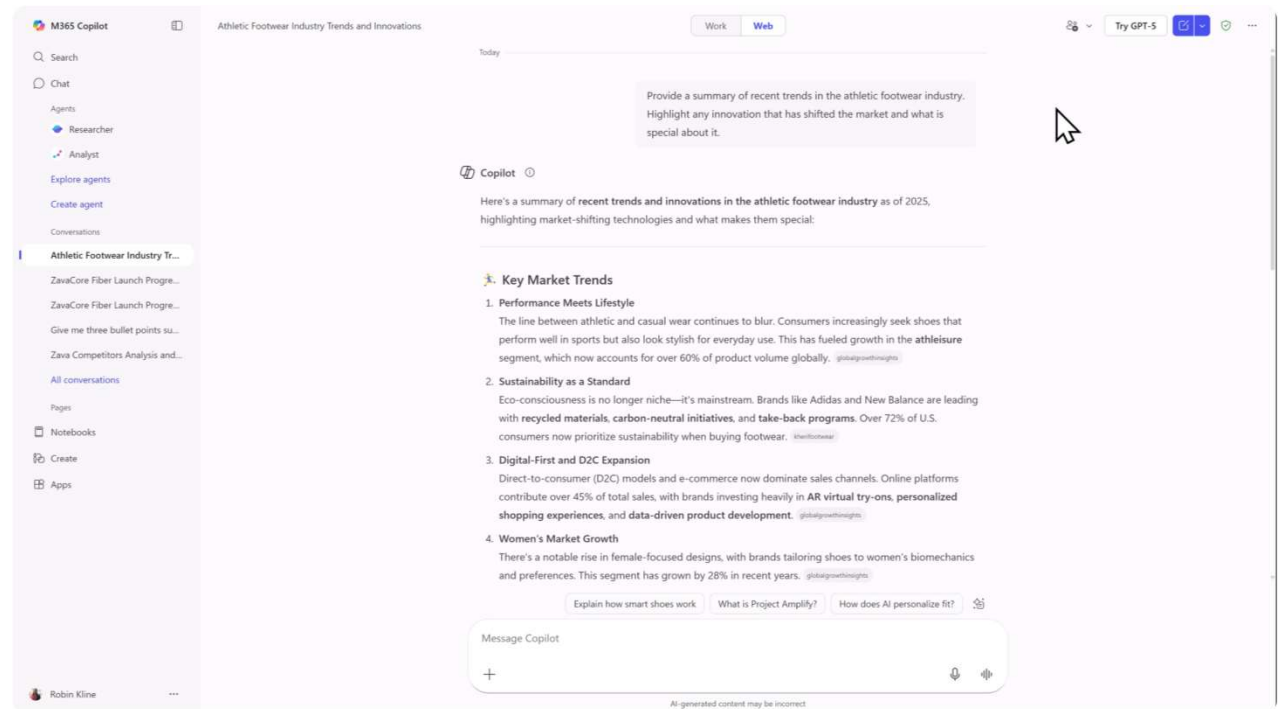 M365 Copilot
Search
Chat
Agents
Researcher
Analyst
Explore agents
Create agent
Conversations
Athletic Footwear Industry Tr...
ZavaCore Fiber Launch Progre...
ZavaCore Fiber Launch Progre...
Give me three bullet points su...
Zava Competitors Analysis and...
All conversations
Pages
Notebooks
Create
Apps
Robin Kline
Athletic Footwear Industry Trends and Innovations
Work
Web
Try GPT-5
Today
Provide a summary of recent trends in the athletic footwear industry.
Highlight any innovation that has shifted the market and what is
special about it.
Copilot
Here's a summary of recent trends and innovations in the athletic footwear industry as of 2025,
highlighting market-shifting technologies and what makes them special:
Key Market Trends
1. Performance Meets Lifestyle
The line between athletic and casual wear continues to blur. Consumers increasingly seek shoes that
perform well in sports but also look stylish for everyday use. This has fueled growth in the athleisure
segment, which now accounts for over 60% of product volume globally. globalgrowthinsights
2. Sustainability as a Standard
Eco-consciousness is no longer niche—it's mainstream. Brands like Adidas and New Balance are leading
with recycled materials, carbon-neutral initiatives, and take-back programs. Over 72% of U.S.
consumers now prioritize sustainability when buying footwear.
3. Digital-First and D2C Expansion
Direct-to-consumer (D2C) models and e-commerce now dominate sales channels. Online platforms
contribute over 45% of total sales, with brands investing heavily in AR virtual try-ons, personalized
shopping experiences, and data-driven product development. globalgrowthinsights
4. Women's Market Growth
There's a notable rise in female-focused designs, with brands tailoring shoes to women's biomechanics
and preferences. This segment has grown by 28% in recent years. globalgrowthinsights
Explain how smart shoes work
What is Project Amplify?
How does AI personalize fit?
Message Copilot
AI-generated content may be incorrect